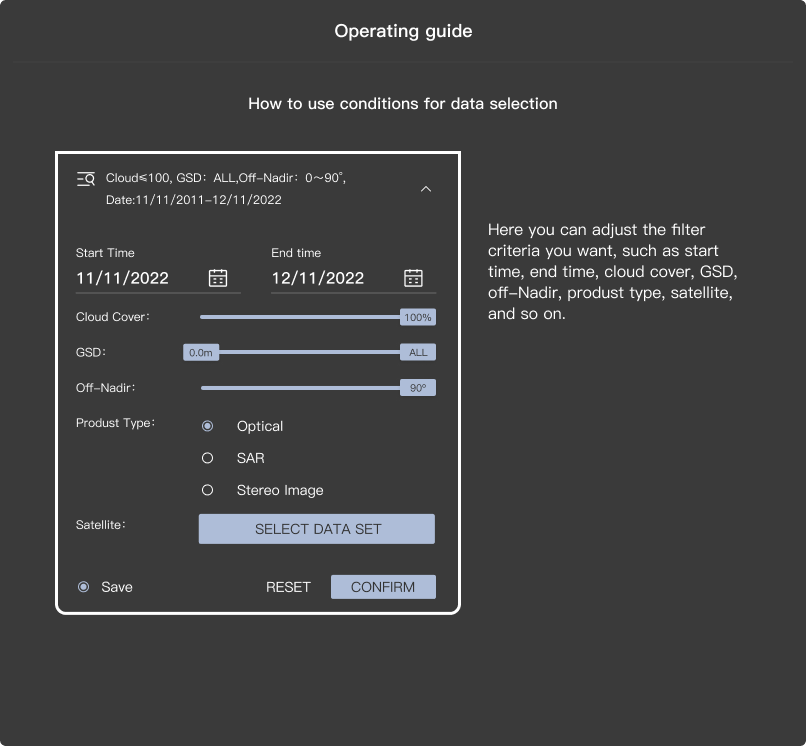 Operating guide
How to use conditions for data selection
Cloud≤100, GSD: ALL,Off-Nadir: 0~90°,
Date:11/11/2011-12/11/2022
Start Time
End time
11/11/2022
12/11/2022
Cloud Cover:
100%
GSD:
0.0m
ALL
Off-Nadir:
90°
Produst Type:
Optical
SAR
Stereo Image
Satellite:
SELECT DATA SET
Save
RESET
CONFIRM
Here you can adjust the filter
criteria you want, such as start
time, end time, cloud cover, GSD,
off-Nadir, produst type, satellite,
and so on.